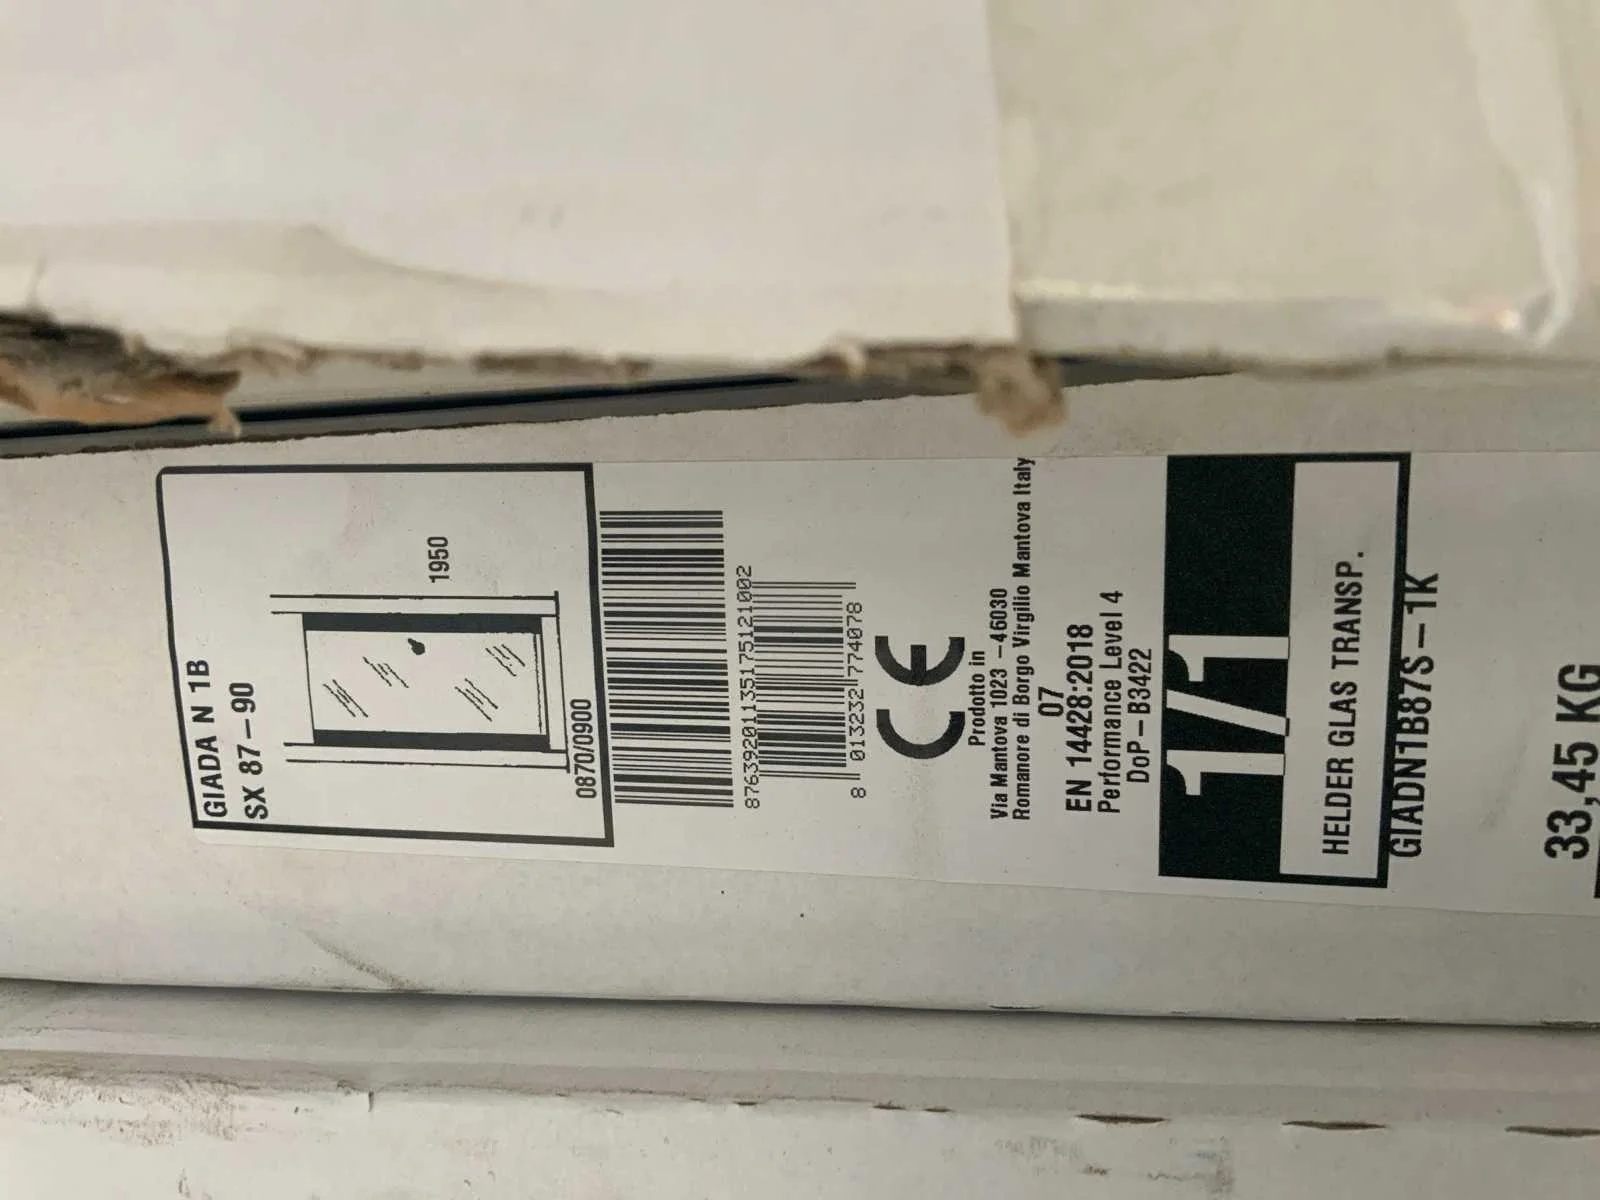 GIADA N 1B
SX 87-90
1950
0870/0900
8763920113517512 1002
8 013232 774078
CE
Prodotto in
Via Mantova 1023 -46030
Romanore di Borgo Virgilio Mantova Italy
07
EN 14428:2018
Performance Level 4
DoP-B3422
1/1
HELDER GLAS TRANSP.
GIADN1B87S-1K
33,45 KG